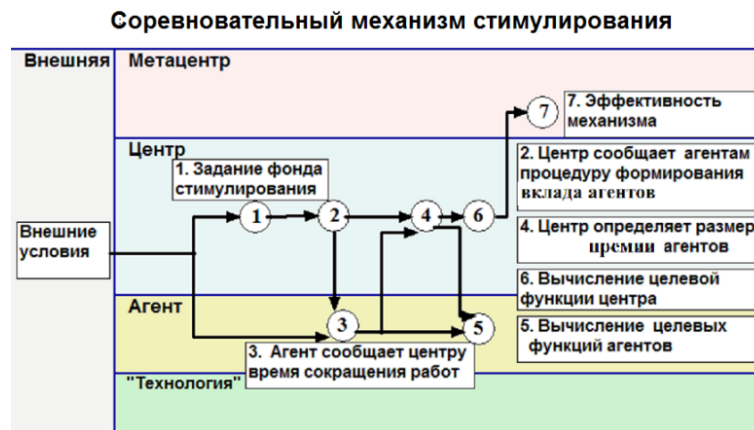 Соревновательный механизм стимулирования
Внешняя
Метацентр
7
7. Эффективность
механизма
Центр
1. Задание фонда
стимулирования
2. Центр сообщает агентам
процедуру формирования
вклада агентов
1
2
4
6
Внешние
условия
4. Центр определяет размер
премии агентов
6. Вычисление целевой
функции центра
Агент
3
5
5. Вычисление целевых
функций агентов
3. Агент сообщает центру
время сокращения работ
"Технология"